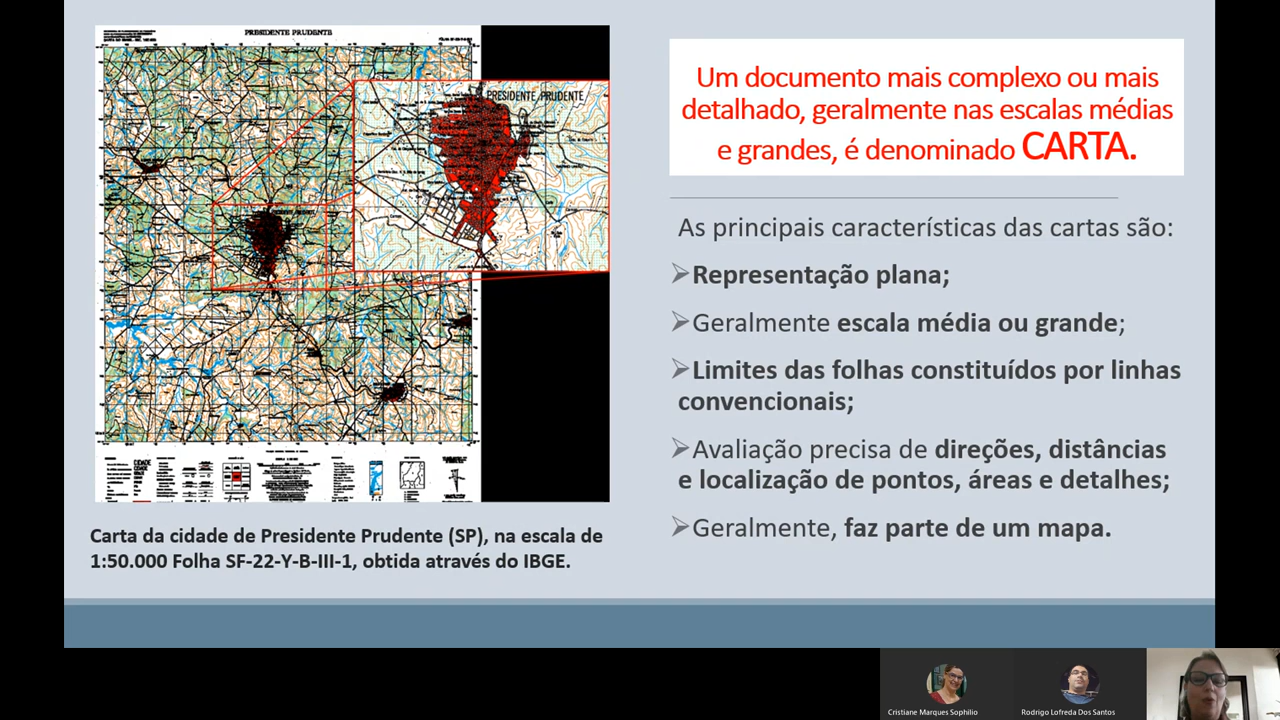 PRESIDENTE PRUDENTE
PRESIDENTE PRUDENTE
CIDADE
CIDADE
Um documento mais complexo ou mais
detalhado, geralmente nas escalas médias
e grandes, é denominado CARTA.
As principais características das cartas são:
Representação plana;
Geralmente escala média ou grande;
Limites das folhas constituídos por linhas
convencionais;
Avaliação precisa de direções, distâncias
e localização de pontos, áreas e detalhes;
Geralmente, faz parte de um mapa.
Carta da cidade de Presidente Prudente (SP), na escala de
1:50.000 Folha SF-22-Y-B-III-1, obtida através do IBGE.
Cristiane Marques Sophilio
Rodrigo Lofreda Dos Santos